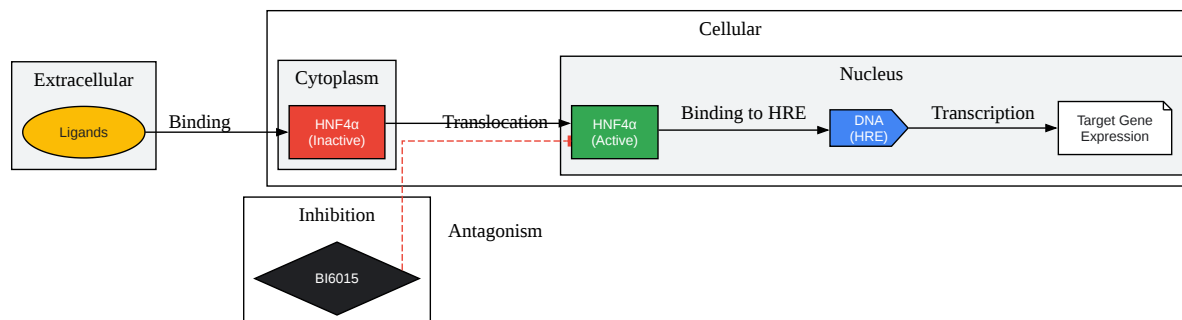 Cellular
Extracellular
Ligands
Binding
Cytoplasm
HNF4α
(Inactive)
Translocation
Nucleus
HNF4α
(Active)
Binding to HRE
DNA
(HRE)
Transcription
Target Gene
Expression
Inhibition
BI6015
Antagonism